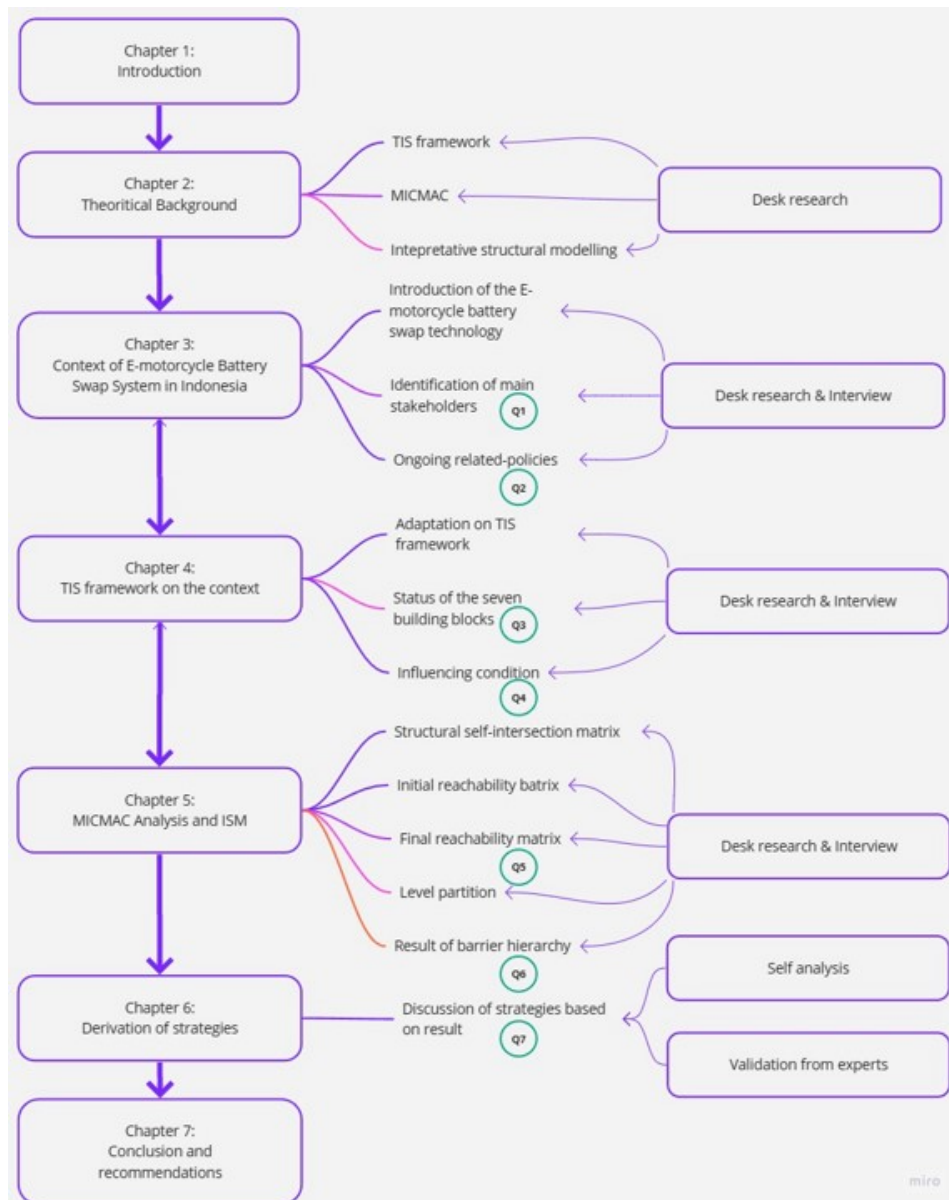 Chapter 1:
Introduction
Chapter 2:
Theoritical Background
TIS framework
MICMAC
Intepretative structural modelling
Desk research
Chapter 3:
Context of E-motorcycle Battery
Swap System in Indonesia
Introduction of the E-
motorcycle battery
swap technology
Identification of main
stakeholders
Q1
Ongoing related-policies
Q2
Desk research & Interview
Chapter 4:
TIS framework on the context
Adaptation on TIS
framework
Status of the seven
building blocks
Q3
Influencing condition
Q4
Desk research & Interview
Chapter 5:
MICMAC Analysis and ISM
Structural self-intersection matrix
Initial reachability batrix
Final reachability matrix
Q5
Level partition
Result of barrier hierarchy
Q6
Desk research & Interview
Chapter 6:
Derivation of strategies
Discussion of strategies based
on result
Q7
Self analysis
Validation from experts
Chapter 7:
Conclusion and
recommendations
miro